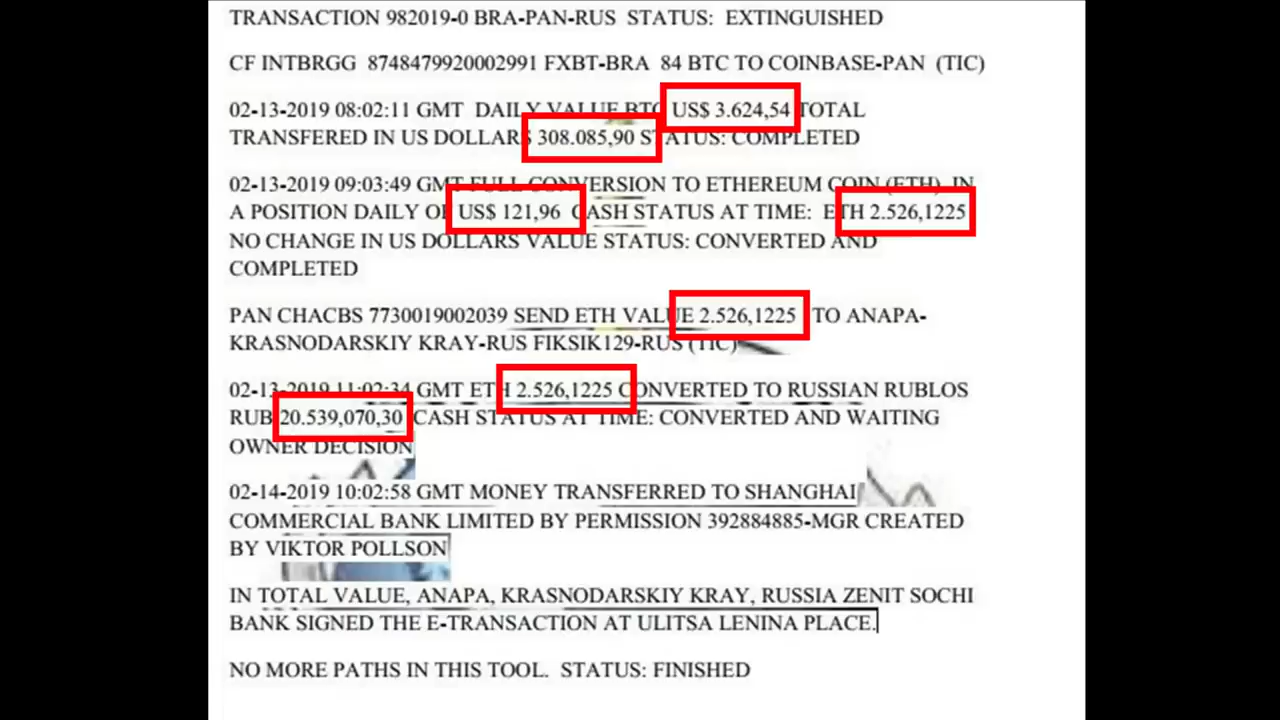 TRANSACTION 982019-0 BRA-PAN-RUS STATUS: EXTINGUISHED
CF INTBRGG 8748479920002991 FXBT-BRA 84 BTC TO COINBASE-PAN (TIC)
02-13-2019 08:02:11 GMT DAILY VALUE BTC US$ 3.624,54 TOTAL
TRANSFERED IN US DOLLARS 308.085,90 STATUS: COMPLETED
02-13-2019 09:03:49 GMT FULL CONVERSION TO ETHEREUM COIN (ETH) IN
A POSITION DAILY OF US$ 121,96 CASH STATUS AT TIME: ETH 2.526,1225
NO CHANGE IN US DOLLARS VALUE STATUS: CONVERTED AND
COMPLETED
PAN CHACBS 7730019002039 SEND ETH VALUE 2.526,1225 TO ANAPA-
KRASNODARSKIY KRAY-RUS FIKSIK129-RUS (TIC)
02-13-2019 11:02:34 GMT ETH 2.526,1225 CONVERTED TO RUSSIAN RUBLOS
RUB 20.539,070,30 CASH STATUS AT TIME: CONVERTED AND WAITING
OWNER DECISION
02-14-2019 10:02:58 GMT MONEY TRANSFERRED TO SHANGHAI
COMMERCIAL BANK LIMITED BY PERMISSION 392884885-MGR CREATED
BY VIKTOR POLLSON
IN TOTAL VALUE, ANAPA, KRASNODARSKIY KRAY, RUSSIA ZENIT SOCHI
BANK SIGNED THE E-TRANSACTION AT ULITSA LENINA PLACE.
NO MORE PATHS IN THIS TOOL. STATUS: FINISHED